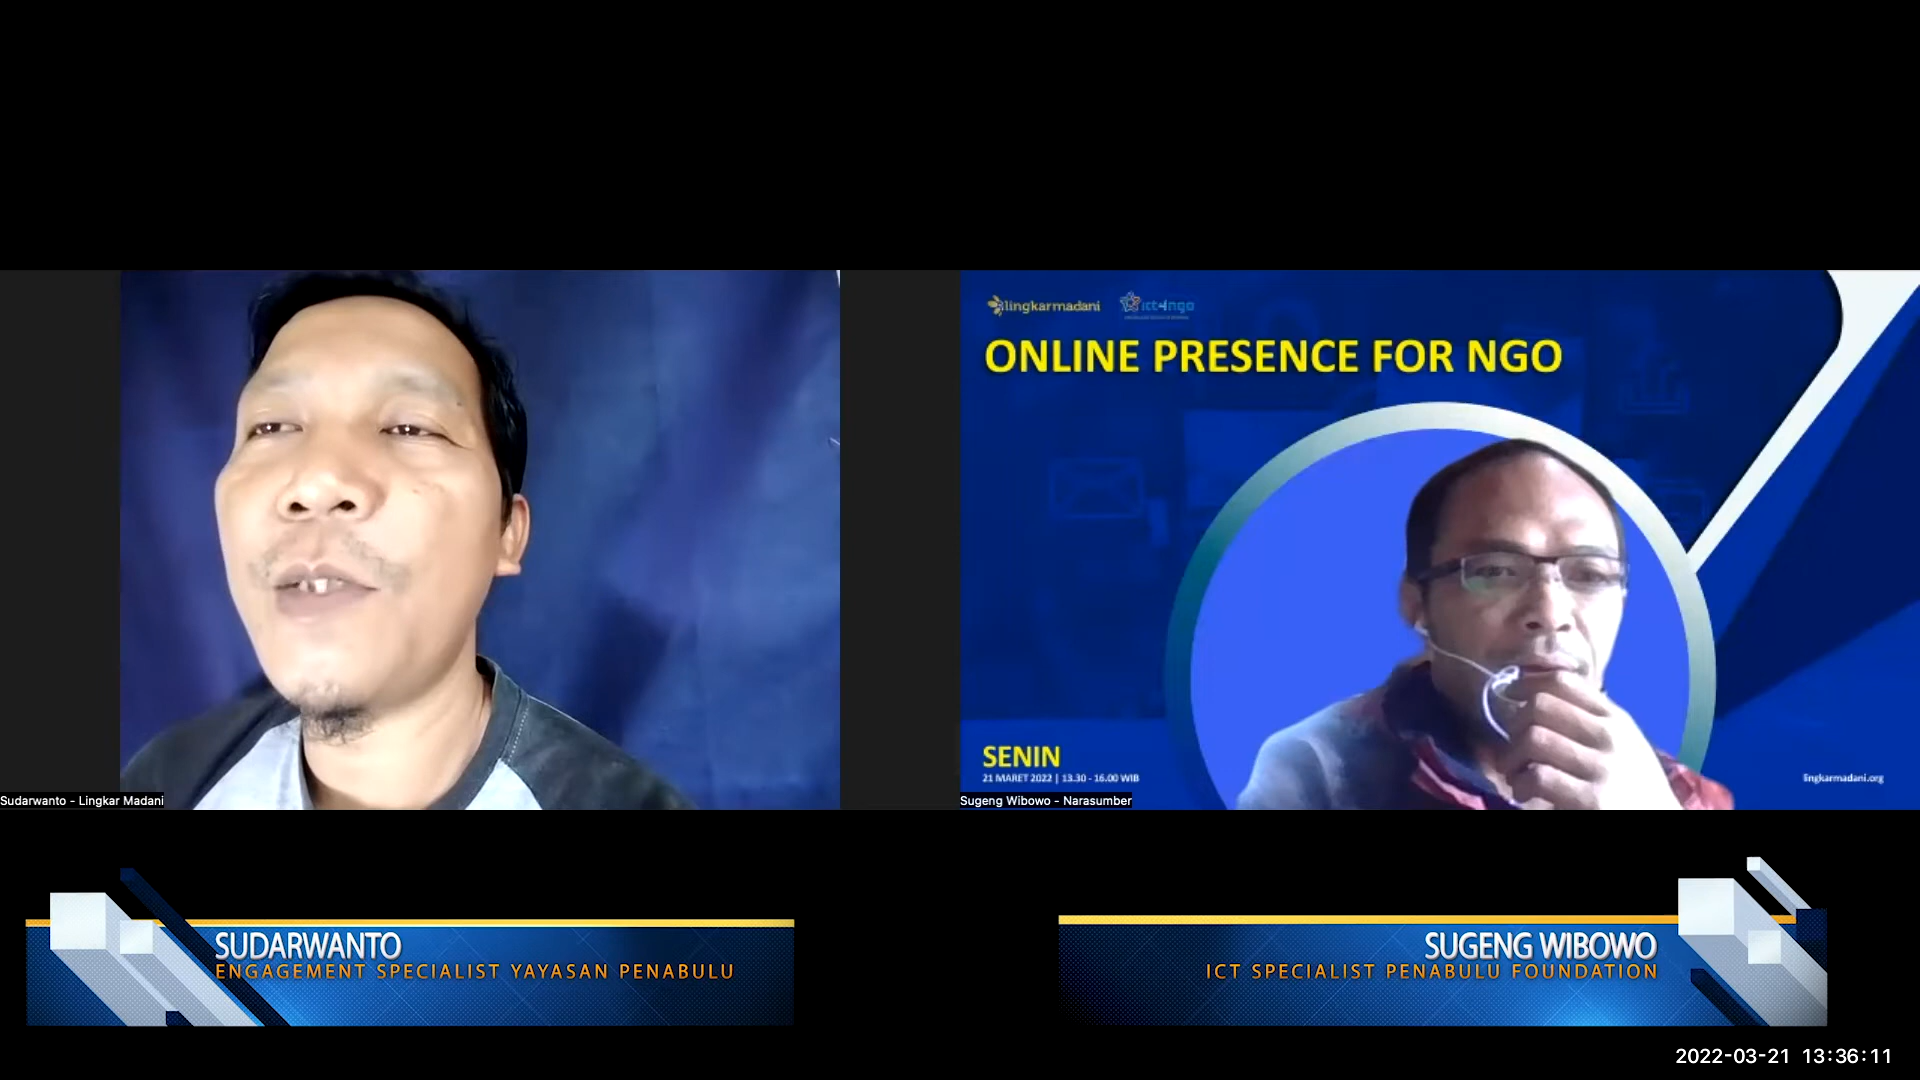 lingkarmadani
ict4ngo
ONLINE PRESENCE FOR NGO
SENIN
21 MARET 2022 | 13.30 - 16.00 WIB
lingkarmadani.org
Sudarwanto - Lingkar Madani
Sugeng Wibowo - Narasumber
SUDARWANTO
ENGAGEMENT SPECIALIST YAYASAN PENABULU
SUGENG WIBOWO
ICT SPECIALIST PENABULU FOUNDATION
2022-03-21 13:36:11